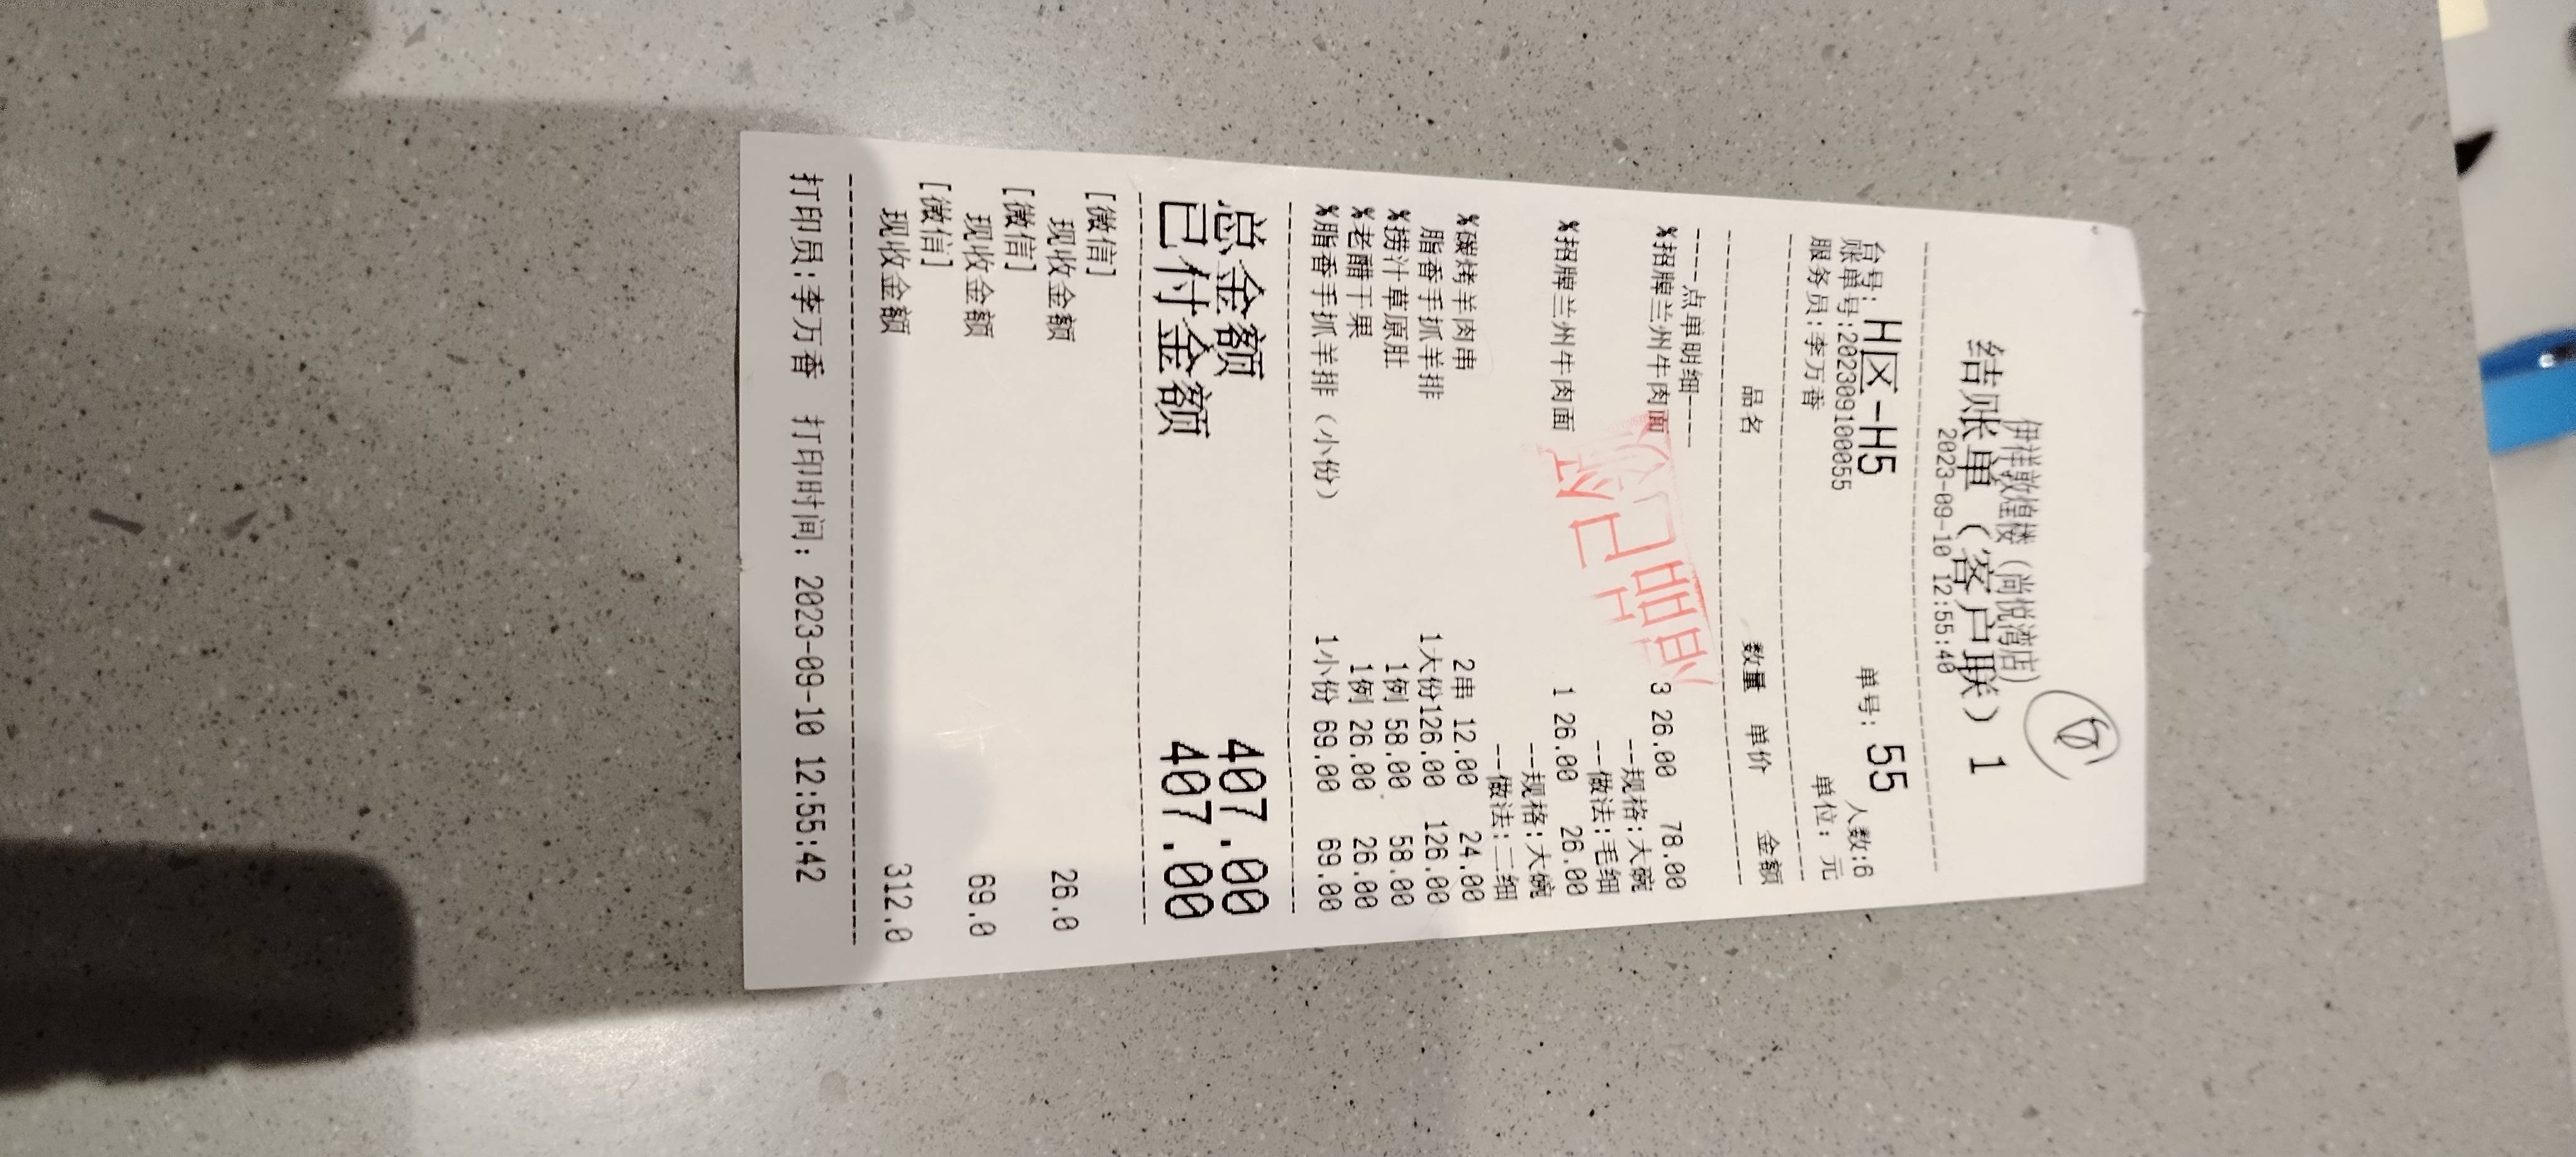 伊祥敦煌楼（尚悦湾店）
结账单（客户联）1
2023-09-10 12:55:40
台号: H区-H5 单号: 55
账单号:20230910100055 人数:6
服务员:李万香 单位: 元
品名 数量 单价 金额
----点单明细----
※招牌兰州牛肉面 3 26.00 78.00
--规格:大碗
--做法:毛细
※招牌兰州牛肉面 1 26.00 26.00
--规格:大碗
--做法:二细
※碳烤羊肉串 2串 12.00 24.00
脂香手抓羊排 1大份126.00 126.00
※捞汁草原肚 1例 58.00 58.00
※老醋干果 1例 26.00 26.00
※脂香手抓羊排（小份） 1小份 69.00 69.00
总金额 407.00
已付金额 407.00
[微信]
现收金额 26.0
[微信]
现收金额 69.0
[微信]
现收金额 312.0
打印员:李万香 打印时间: 2023-09-10 12:55:42